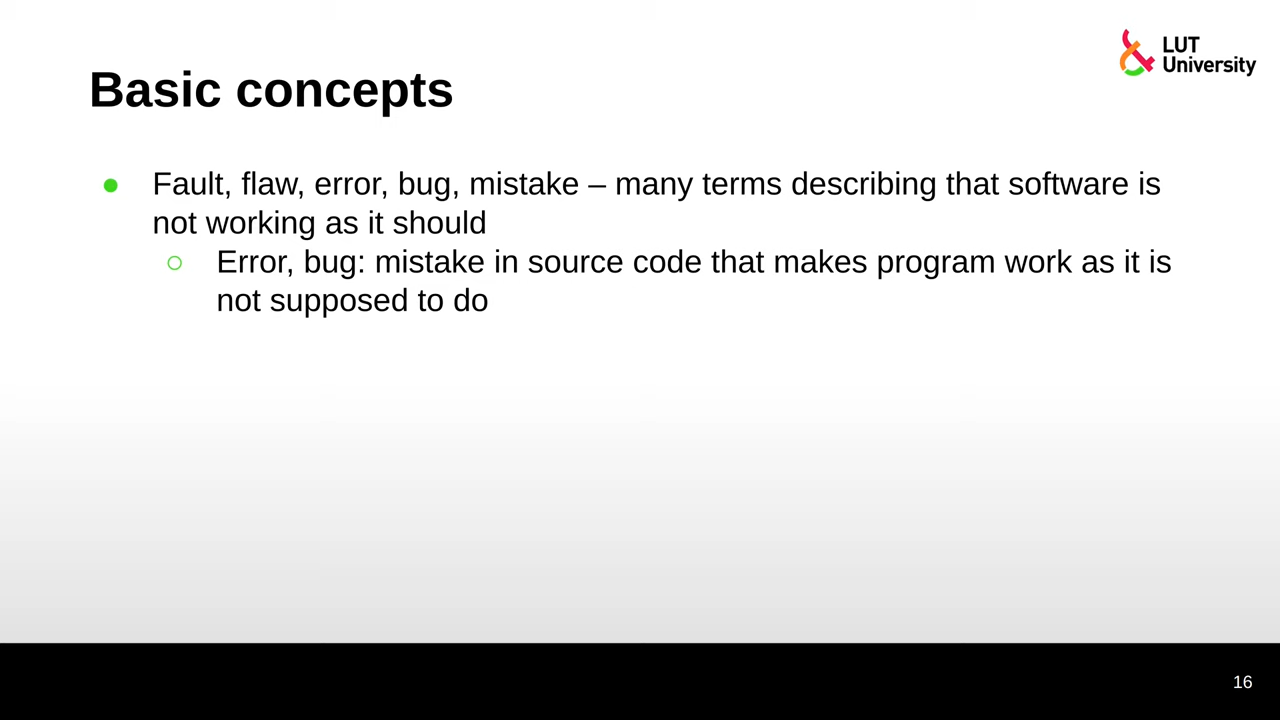 LUT
University
Basic concepts
● Fault, flaw, error, bug, mistake – many terms describing that software is
not working as it should
○ Error, bug: mistake in source code that makes program work as it is
not supposed to do
16